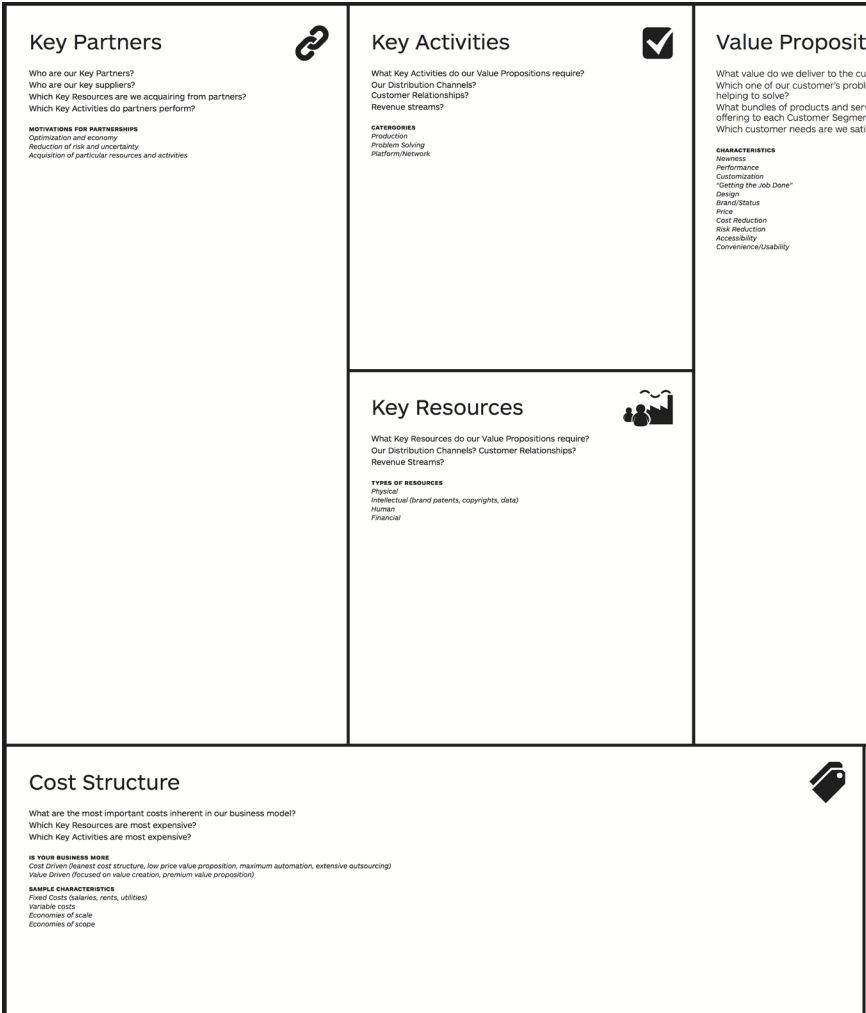 Key Partners
Who are our Key Partners?
Who are our key suppliers?
Which Key Resources are we acquairing from partners?
Which Key Activities do partners perform?
MOTIVATIONS FOR PARTNERSHIPS
Optimization and economy
Reduction of risk and uncertainty
Acquisition of particular resources and activities
Key Activities
What Key Activities do our Value Propositions require?
Our Distribution Channels?
Customer Relationships?
Revenue streams?
CATERGORIES
Production
Problem Solving
Platform/Network
Key Resources
What Key Resources do our Value Propositions require?
Our Distribution Channels? Customer Relationships?
Revenue Streams?
TYPES OF RESOURCES
Physical
Intellectual (brand patents, copyrights, data)
Human
Financial
Value
What value do we deliver to the
Which one of our customer's
helping to solve?
What bundles of products and
offering to each Customer
Which customer needs are we
CHARACTERISTICS
Newness
Performance
Customization
"Getting the Job Done"
Design
Brand/Status
Price
Cost Reduction
Risk Reduction
Accessibility
Convenience/Usability
Cost Structure
What are the most important costs inherent in our business model?
Which Key Resources are most expensive?
Which Key Activities are most expensive?
IS YOUR BUSINESS MORE
Cost Driven (leanest cost structure, low price value proposition, maximum automation, extensive outsourcing)
Value Driven (focused on value creation, premium value proposition)
SAMPLE CHARACTERISTICS
Fixed Costs (salaries, rents, utilities)
Variable costs
Economies of scale
Economies of scope